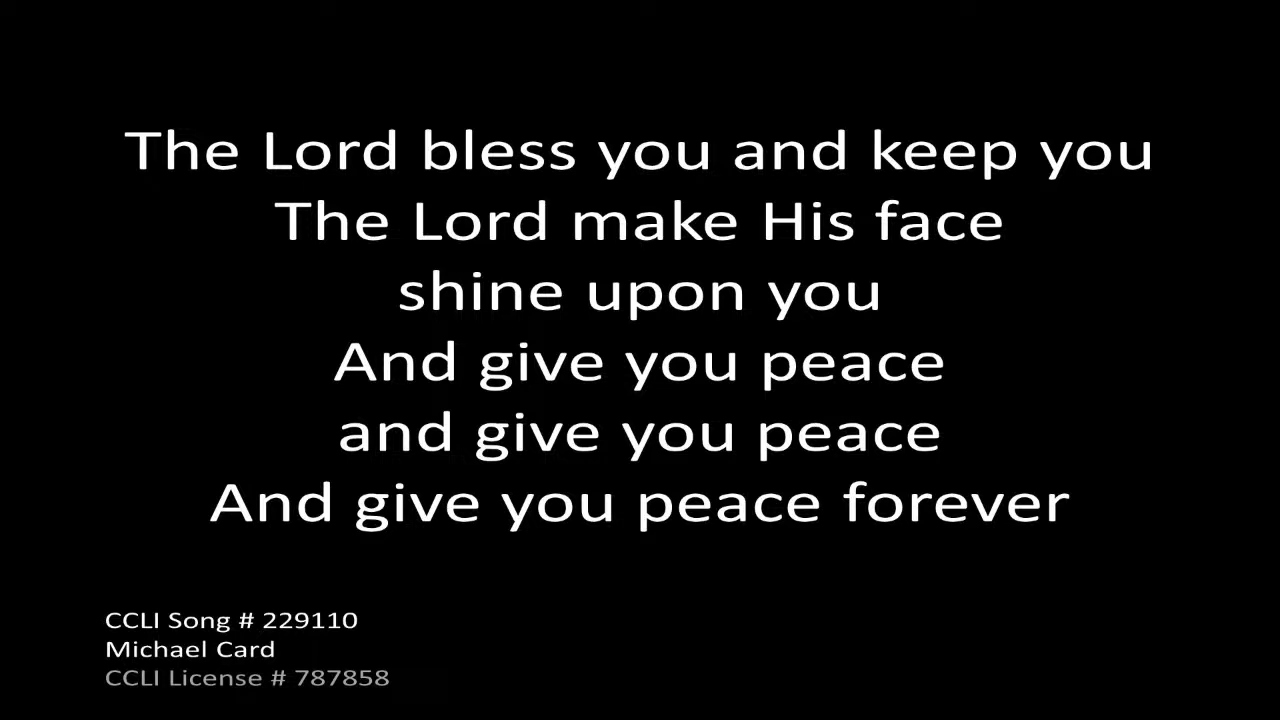 The Lord bless you and keep you
The Lord make His face
shine upon you
And give you peace
and give you peace
And give you peace forever
CCLI Song # 229110
Michael Card
CCLI License # 787858